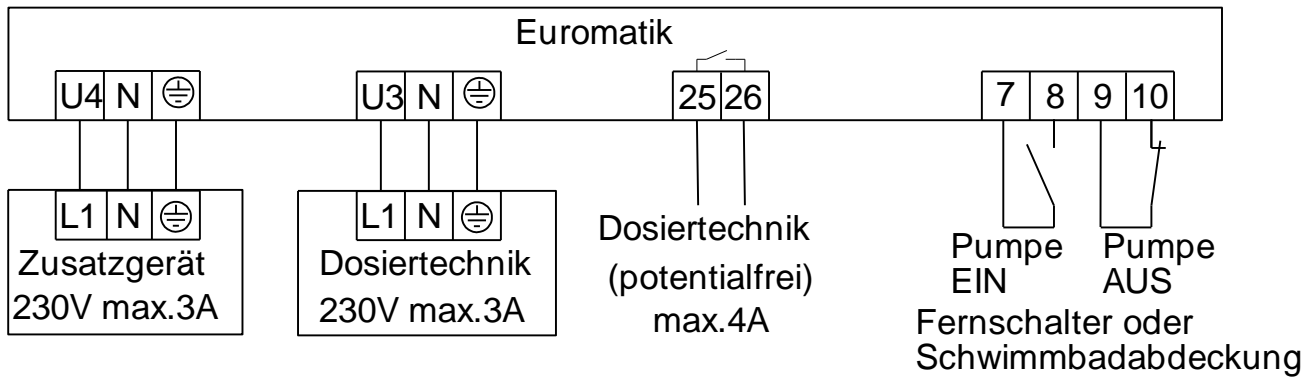 Euromatik
U4 N
U3 N
25 26
7 8 9 10
L1 N
Zusatzgerät
230V max.3A
L1 N
Dosiertechnik
230V max.3A
Dosiertechnik
(potentialfrei)
max.4A
Pumpe
EIN
Pumpe
AUS
Fernschalter oder
Schwimmbadabdeckung